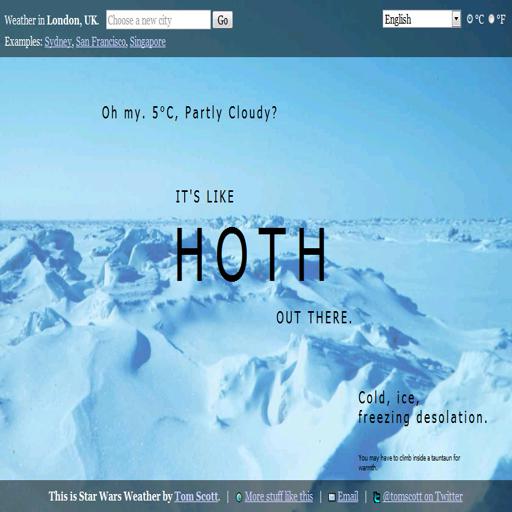 Weather in London, UK. Choose a new city Go English °C °F
Examples: Sydney, San Francisco, Singapore
Oh my. 5°C, Partly Cloudy?
IT'S LIKE
HOTH
OUT THERE.
Cold, ice,
freezing desolation.
You may have to climb inside a tauntaun for
warmth.
This is Star Wars Weather by Tom Scott. | More stuff like this | Email | @tomscott on Twitter